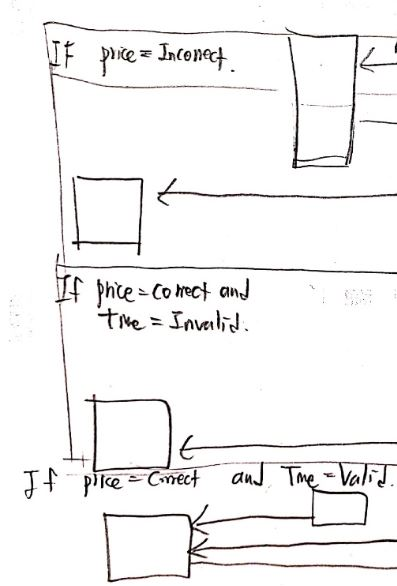 If price = Incorrect.
If price = correct and
Time = Invalid.
If price = Correct and Time = Valid.